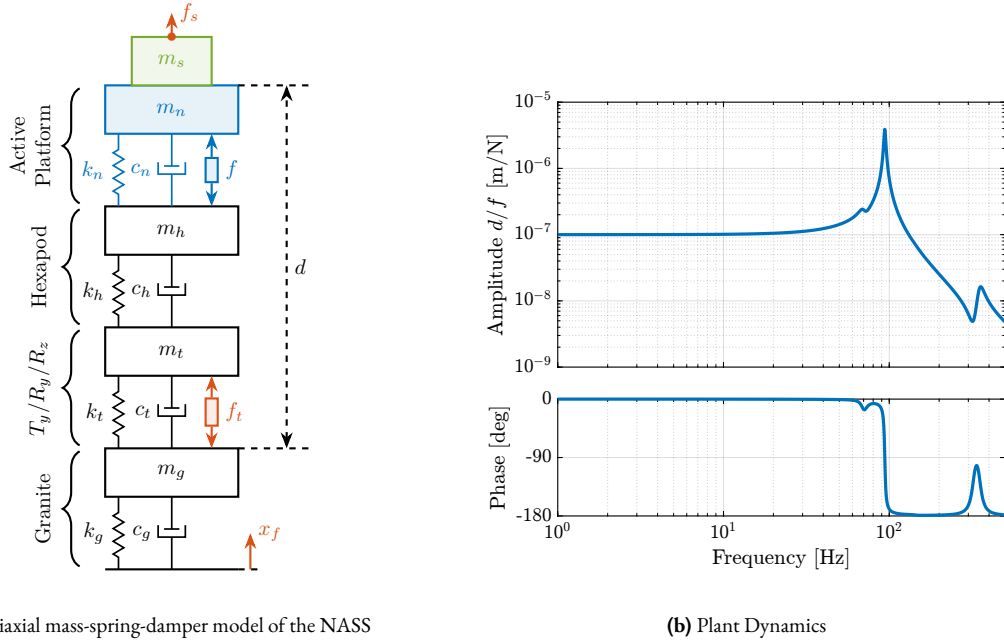 f_s
m_s
m_n
Active
Platform
k_n
c_n
f
m_h
Hexapod
k_h
c_h
d
m_t
T_y/R_y/R_z
k_t
c_t
f_t
m_g
Granite
k_g
c_g
x_f
iaxial mass-spring-damper model of the NASS
Amplitude d/f [m/N]
10^{-5}
10^{-6}
10^{-7}
10^{-8}
10^{-9}
Phase [deg]
0
-90
-180
10^0
10^1
10^2
Frequency [Hz]
(b) Plant Dynamics